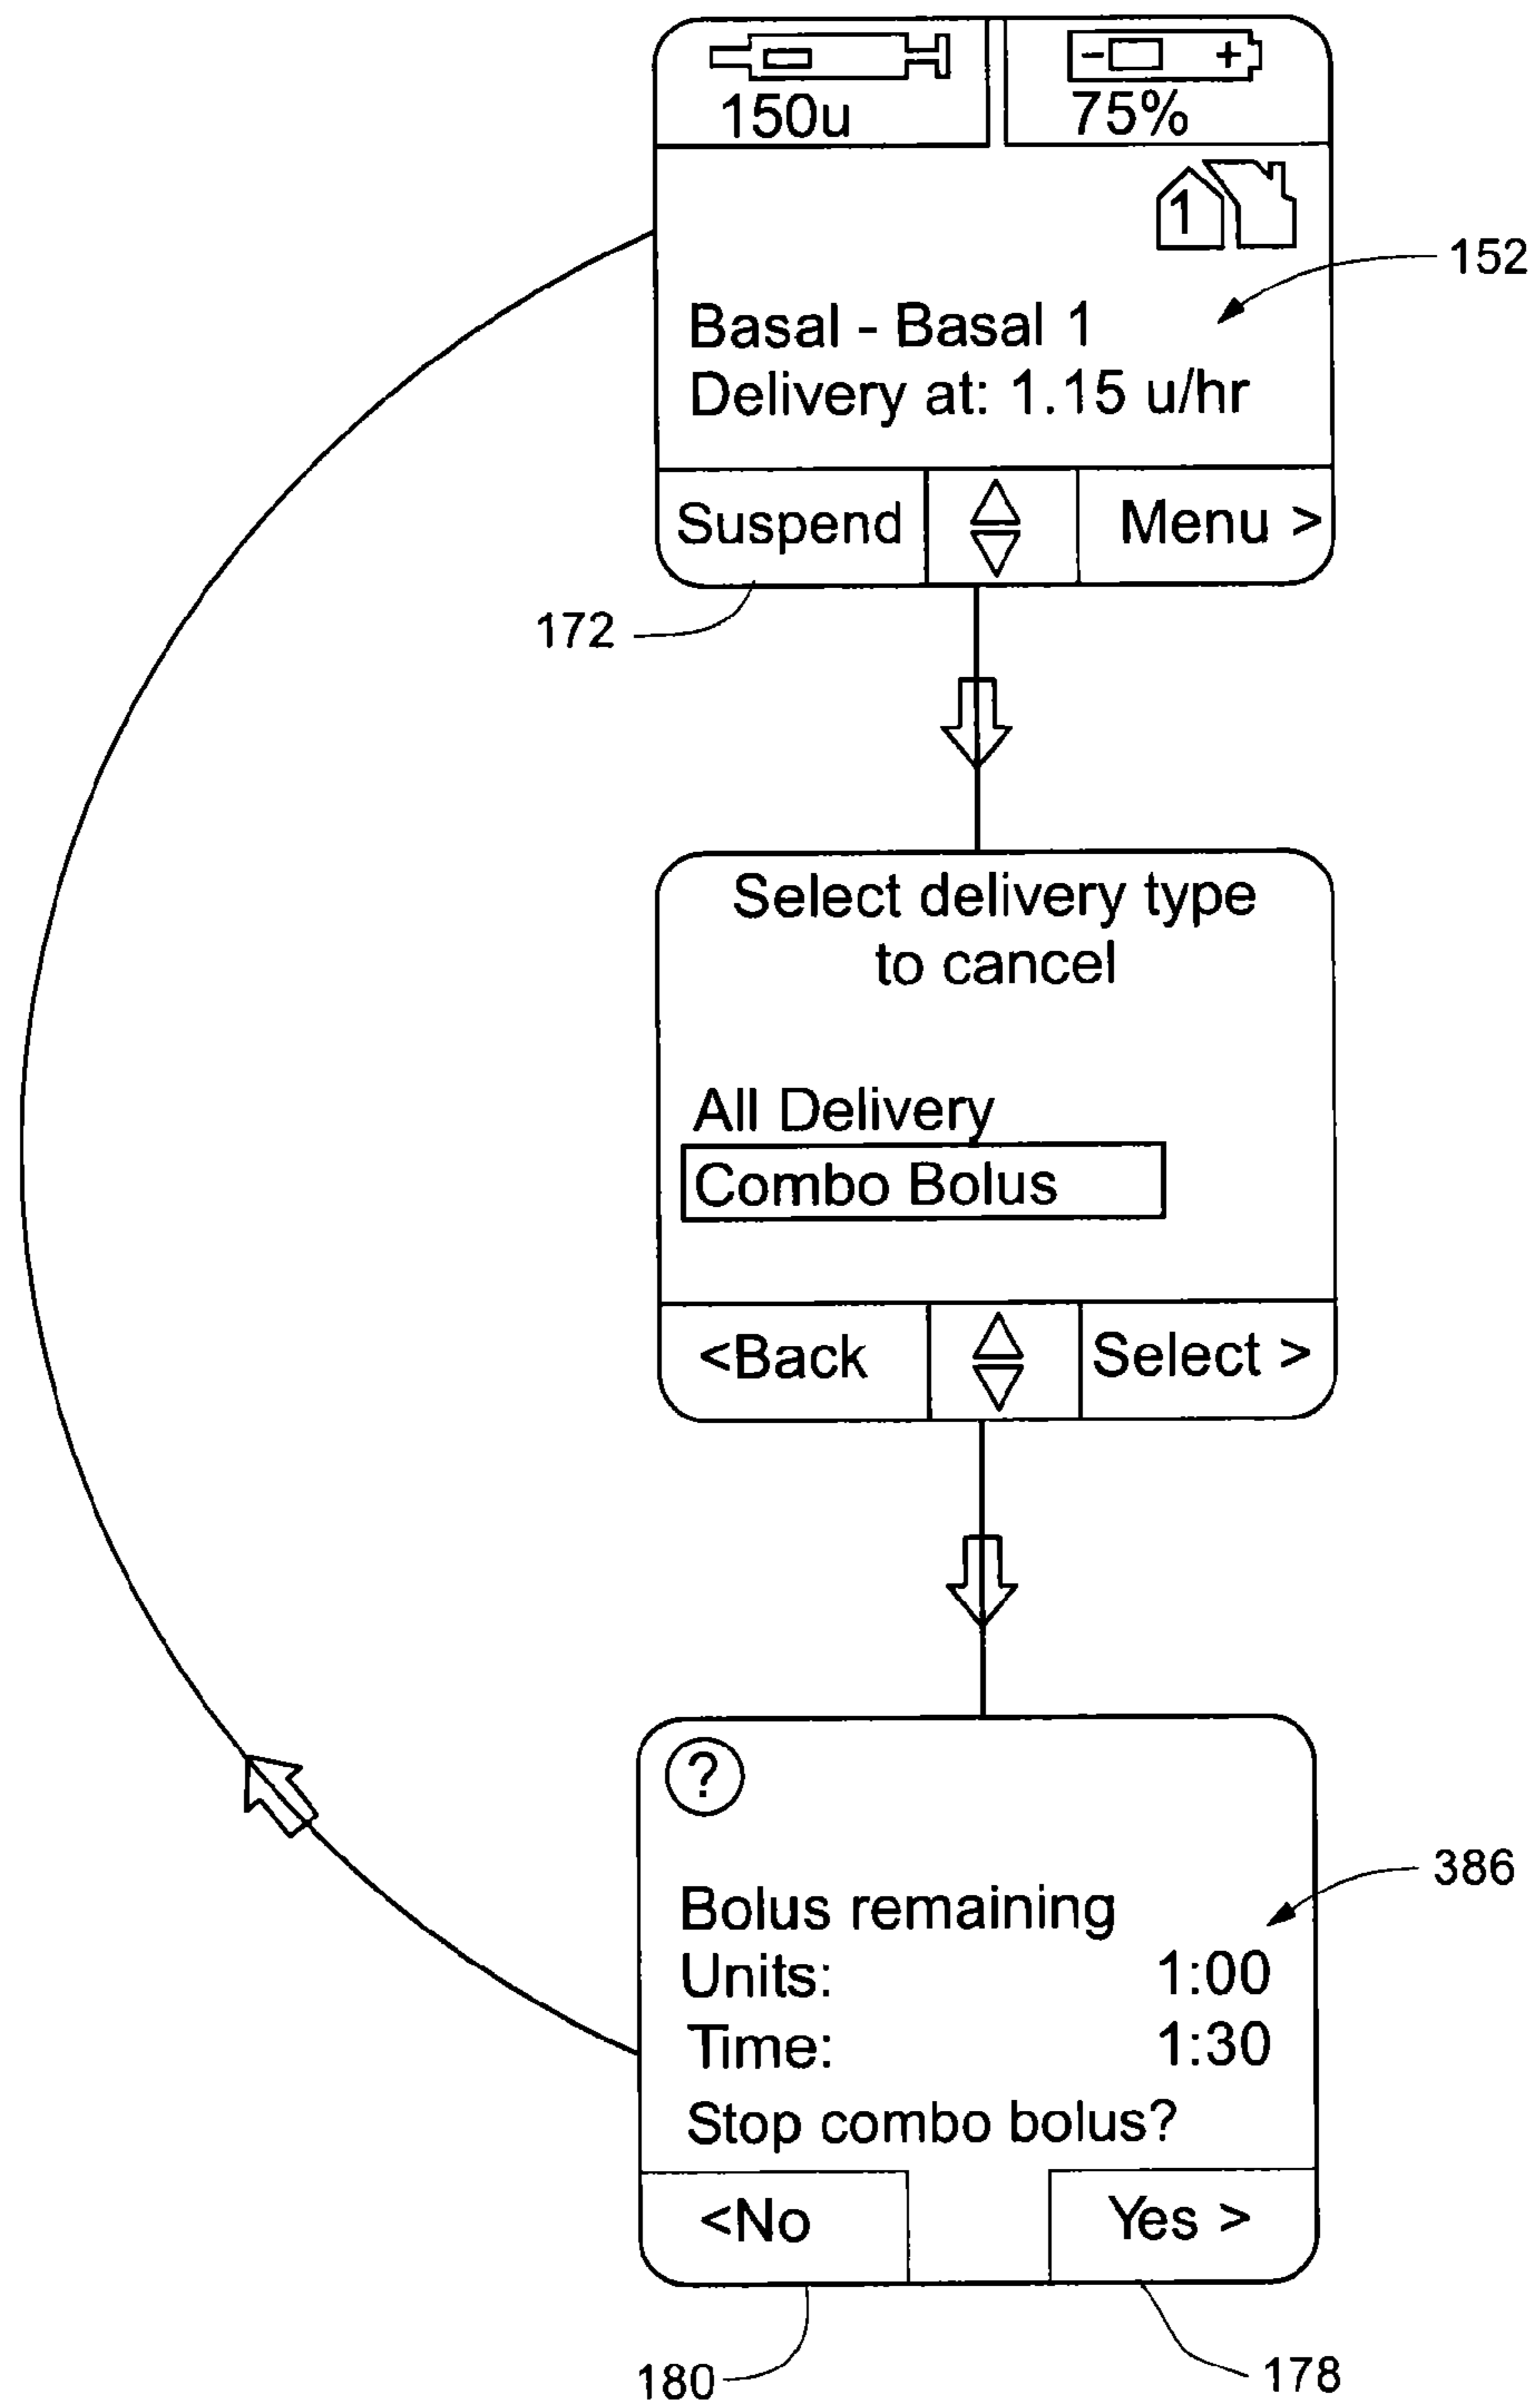 150u
75%
1
152
Basal - Basal 1
Delivery at: 1.15 u/hr
Suspend
Menu >
172
Select delivery type
to cancel
All Delivery
Combo Bolus
<Back
Select >
?
386
Bolus remaining
Units: 1:00
Time: 1:30
Stop combo bolus?
<No
Yes >
180
178